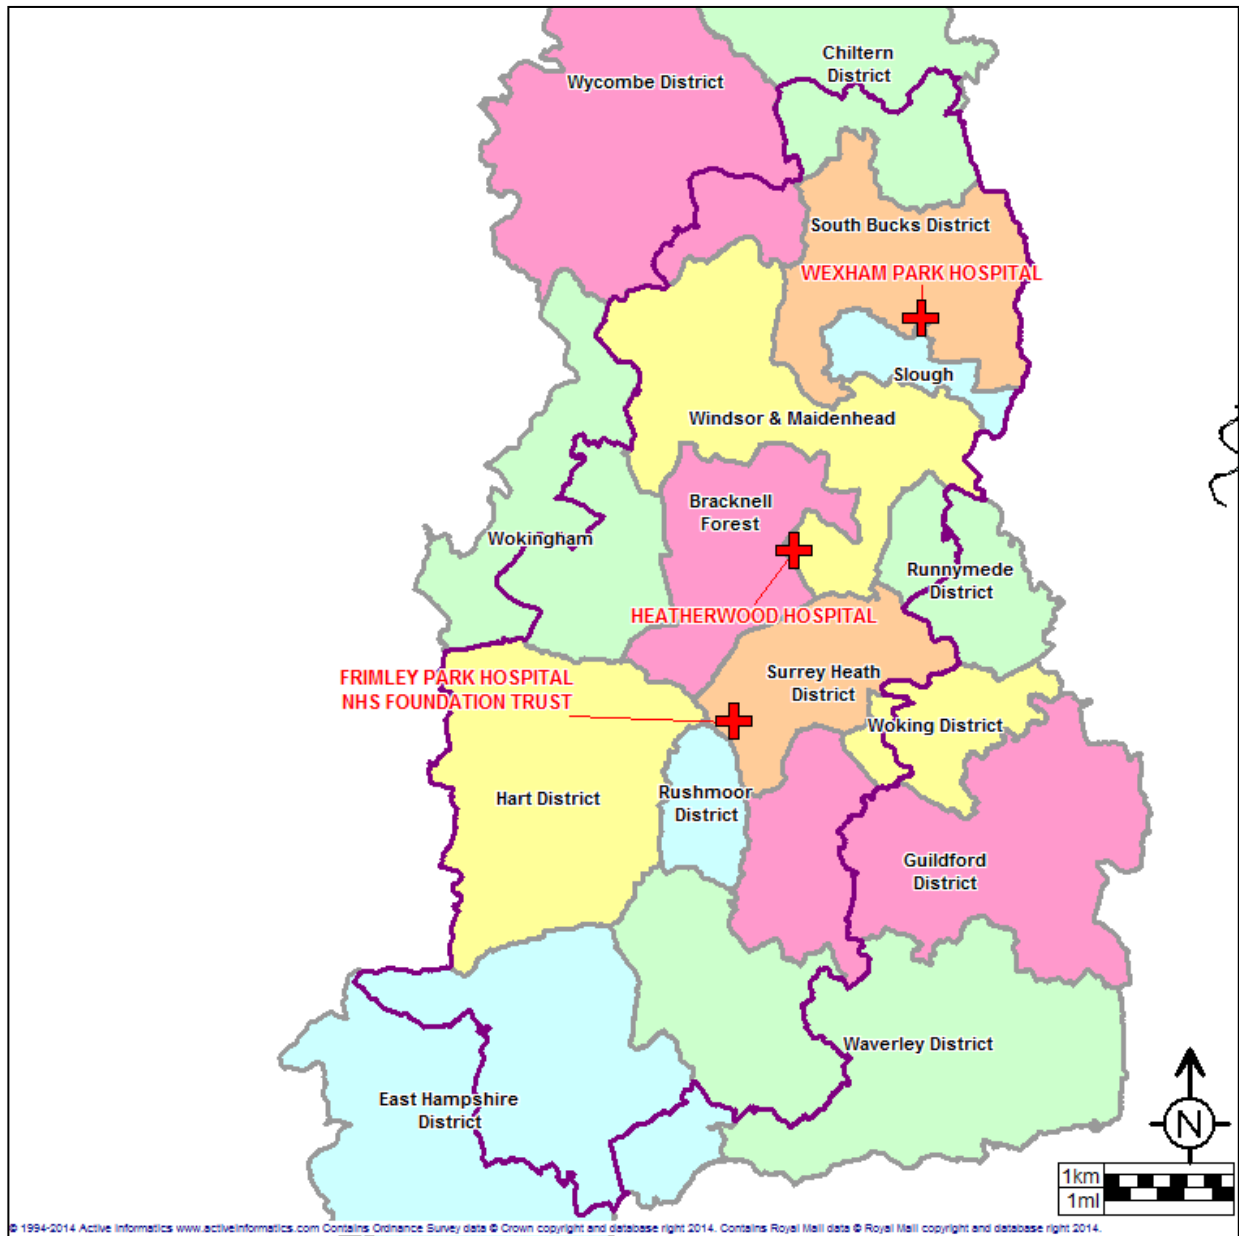 Chiltern
District
Wycombe District
South Bucks District
WEXHAM PARK HOSPITAL
Slough
Windsor & Maidenhead
Bracknell
Forest
Wokingham
Runnymede
District
HEATHERWOOD HOSPITAL
FRIMLEY PARK HOSPITAL
NHS FOUNDATION TRUST
Surrey Heath
District
Woking District
Hart District
Rushmoor
District
Guildford
District
Waverley District
East Hampshire
District
N
1km
1ml
© 1994-2014 Active Informatics www.activeinformatics.com Contains Ordnance Survey data © Crown copyright and database right 2014. Contains Royal Mail data © Royal Mail copyright and database right 2014.